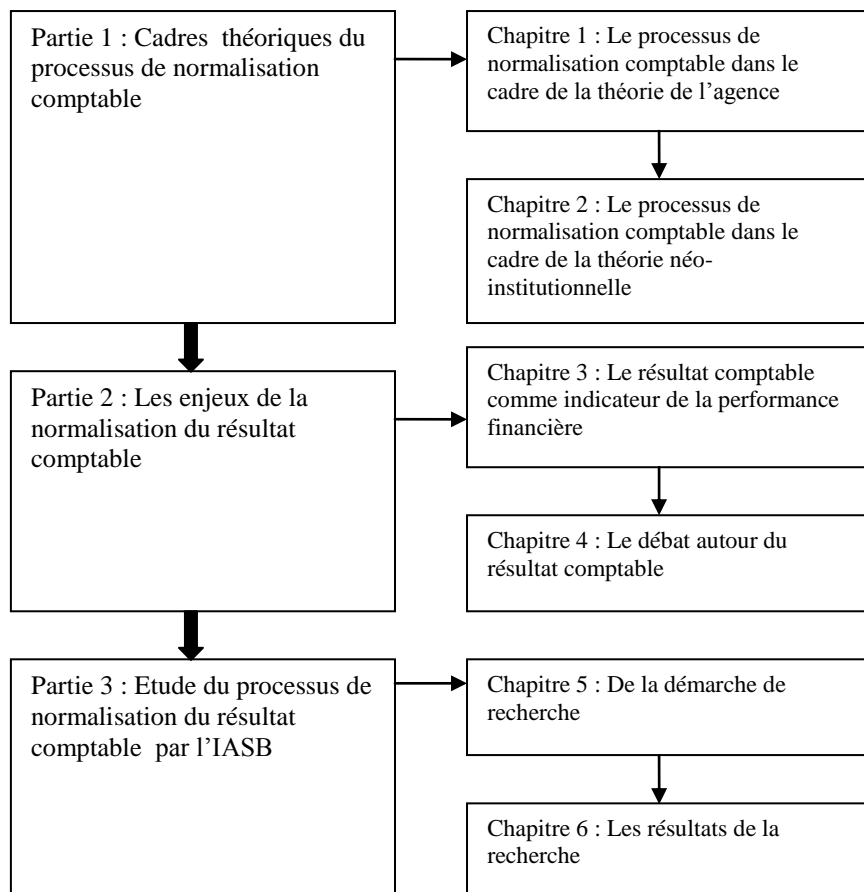 Partie 1 : Cadres théoriques du
processus de normalisation
comptable
Chapitre 1 : Le processus de
normalisation comptable dans le
cadre de la théorie de l’agence
Chapitre 2 : Le processus de
normalisation comptable dans le
cadre de la théorie néo-
institutionnelle
Partie 2 : Les enjeux de la
normalisation du résultat
comptable
Chapitre 3 : Le résultat comptable
comme indicateur de la performance
financière
Chapitre 4 : Le débat autour du
résultat comptable
Partie 3 : Etude du processus de
normalisation du résultat
comptable par l’IASB
Chapitre 5 : De la démarche de
recherche
Chapitre 6 : Les résultats de la
recherche